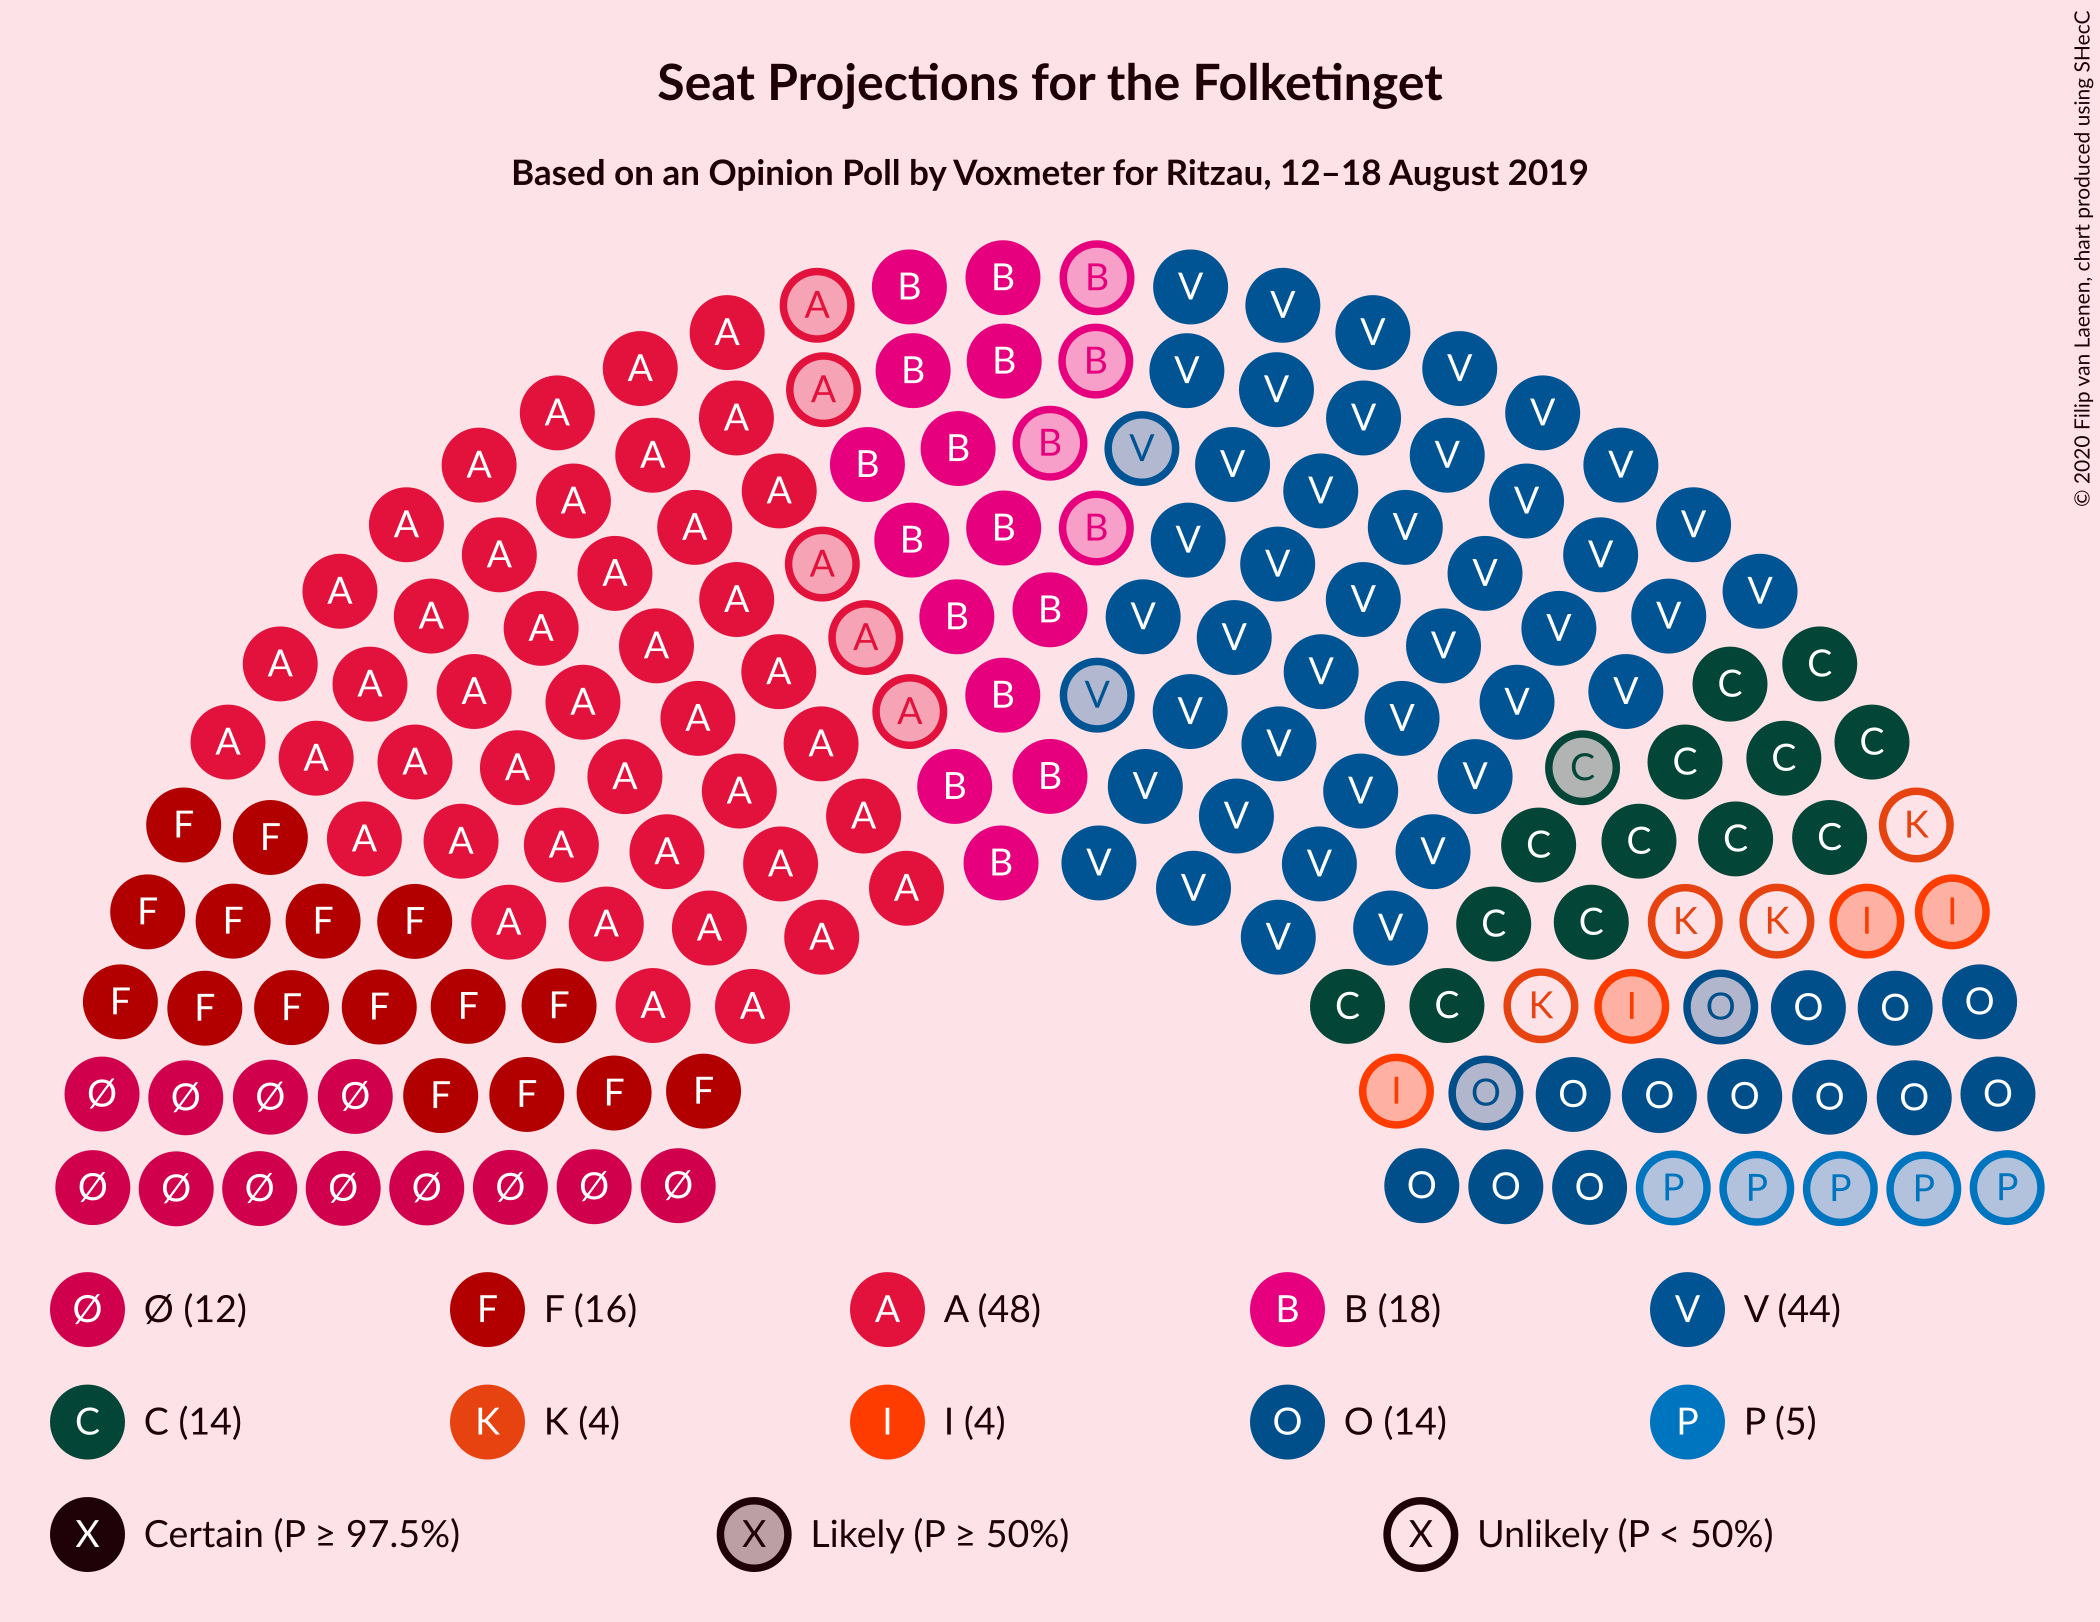 Seat Projections for the Folketinget
Based on an Opinion Poll by Voxmeter for Ritzau, 12–18 August 2019
© 2020 Filip van Laenen, chart produced using SHecC
A B B B V V
A V
A A B B B V V V
A A V V
A A B B B V V V V
A A V V
A A B B B V V V
A A A V V V
A A A A B B V V V V V
A A V V
A A A A A B V V V V C C
A A V V
A A A A A A B B V V V C C C C
A A V V
F F A A A A A B V V V C C C C K
A V
F F F F A A A A V V C C K K I I
F F F F F F A A C C K I O O O O
Ø Ø Ø Ø F F F F I O O O O O O O
Ø Ø Ø Ø Ø Ø Ø Ø O O O P P P P P
Ø Ø (12) F F (16) A A (48) B B (18) V V (44)
C C (14) K K (4) I I (4) O O (14) P P (5)
X Certain (P ≥ 97.5%) X Likely (P ≥ 50%) X Unlikely (P < 50%)